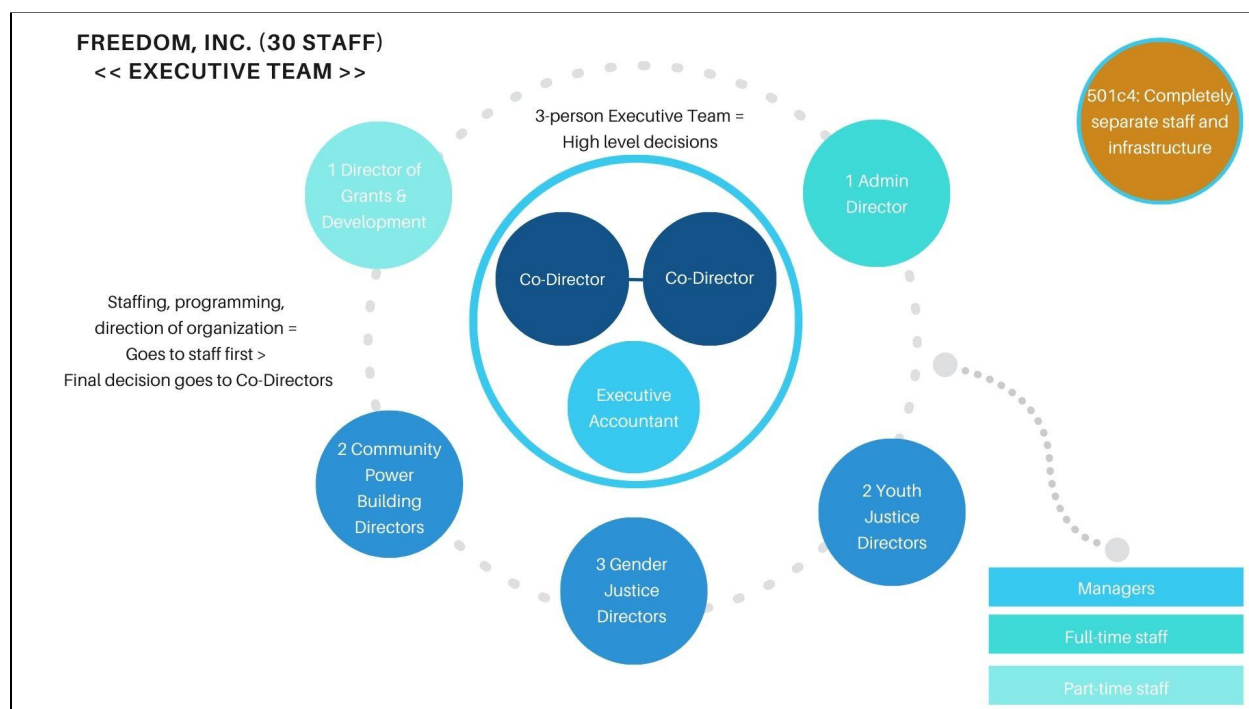 FREEDOM, INC. (30 STAFF)
<< EXECUTIVE TEAM >>
3-person Executive Team =
High level decisions
501c4: Completely
separate staff and
infrastructure
1 Director of
Grants &
Development
1 Admin
Director
Co-Director
Co-Director
Staffing, programming,
direction of organization =
Goes to staff first >
Final decision goes to Co-Directors
Executive
Accountant
2 Community
Power
Building
Directors
3 Gender
Justice
Directors
2 Youth
Justice
Directors
Managers
Full-time staff
Part-time staff